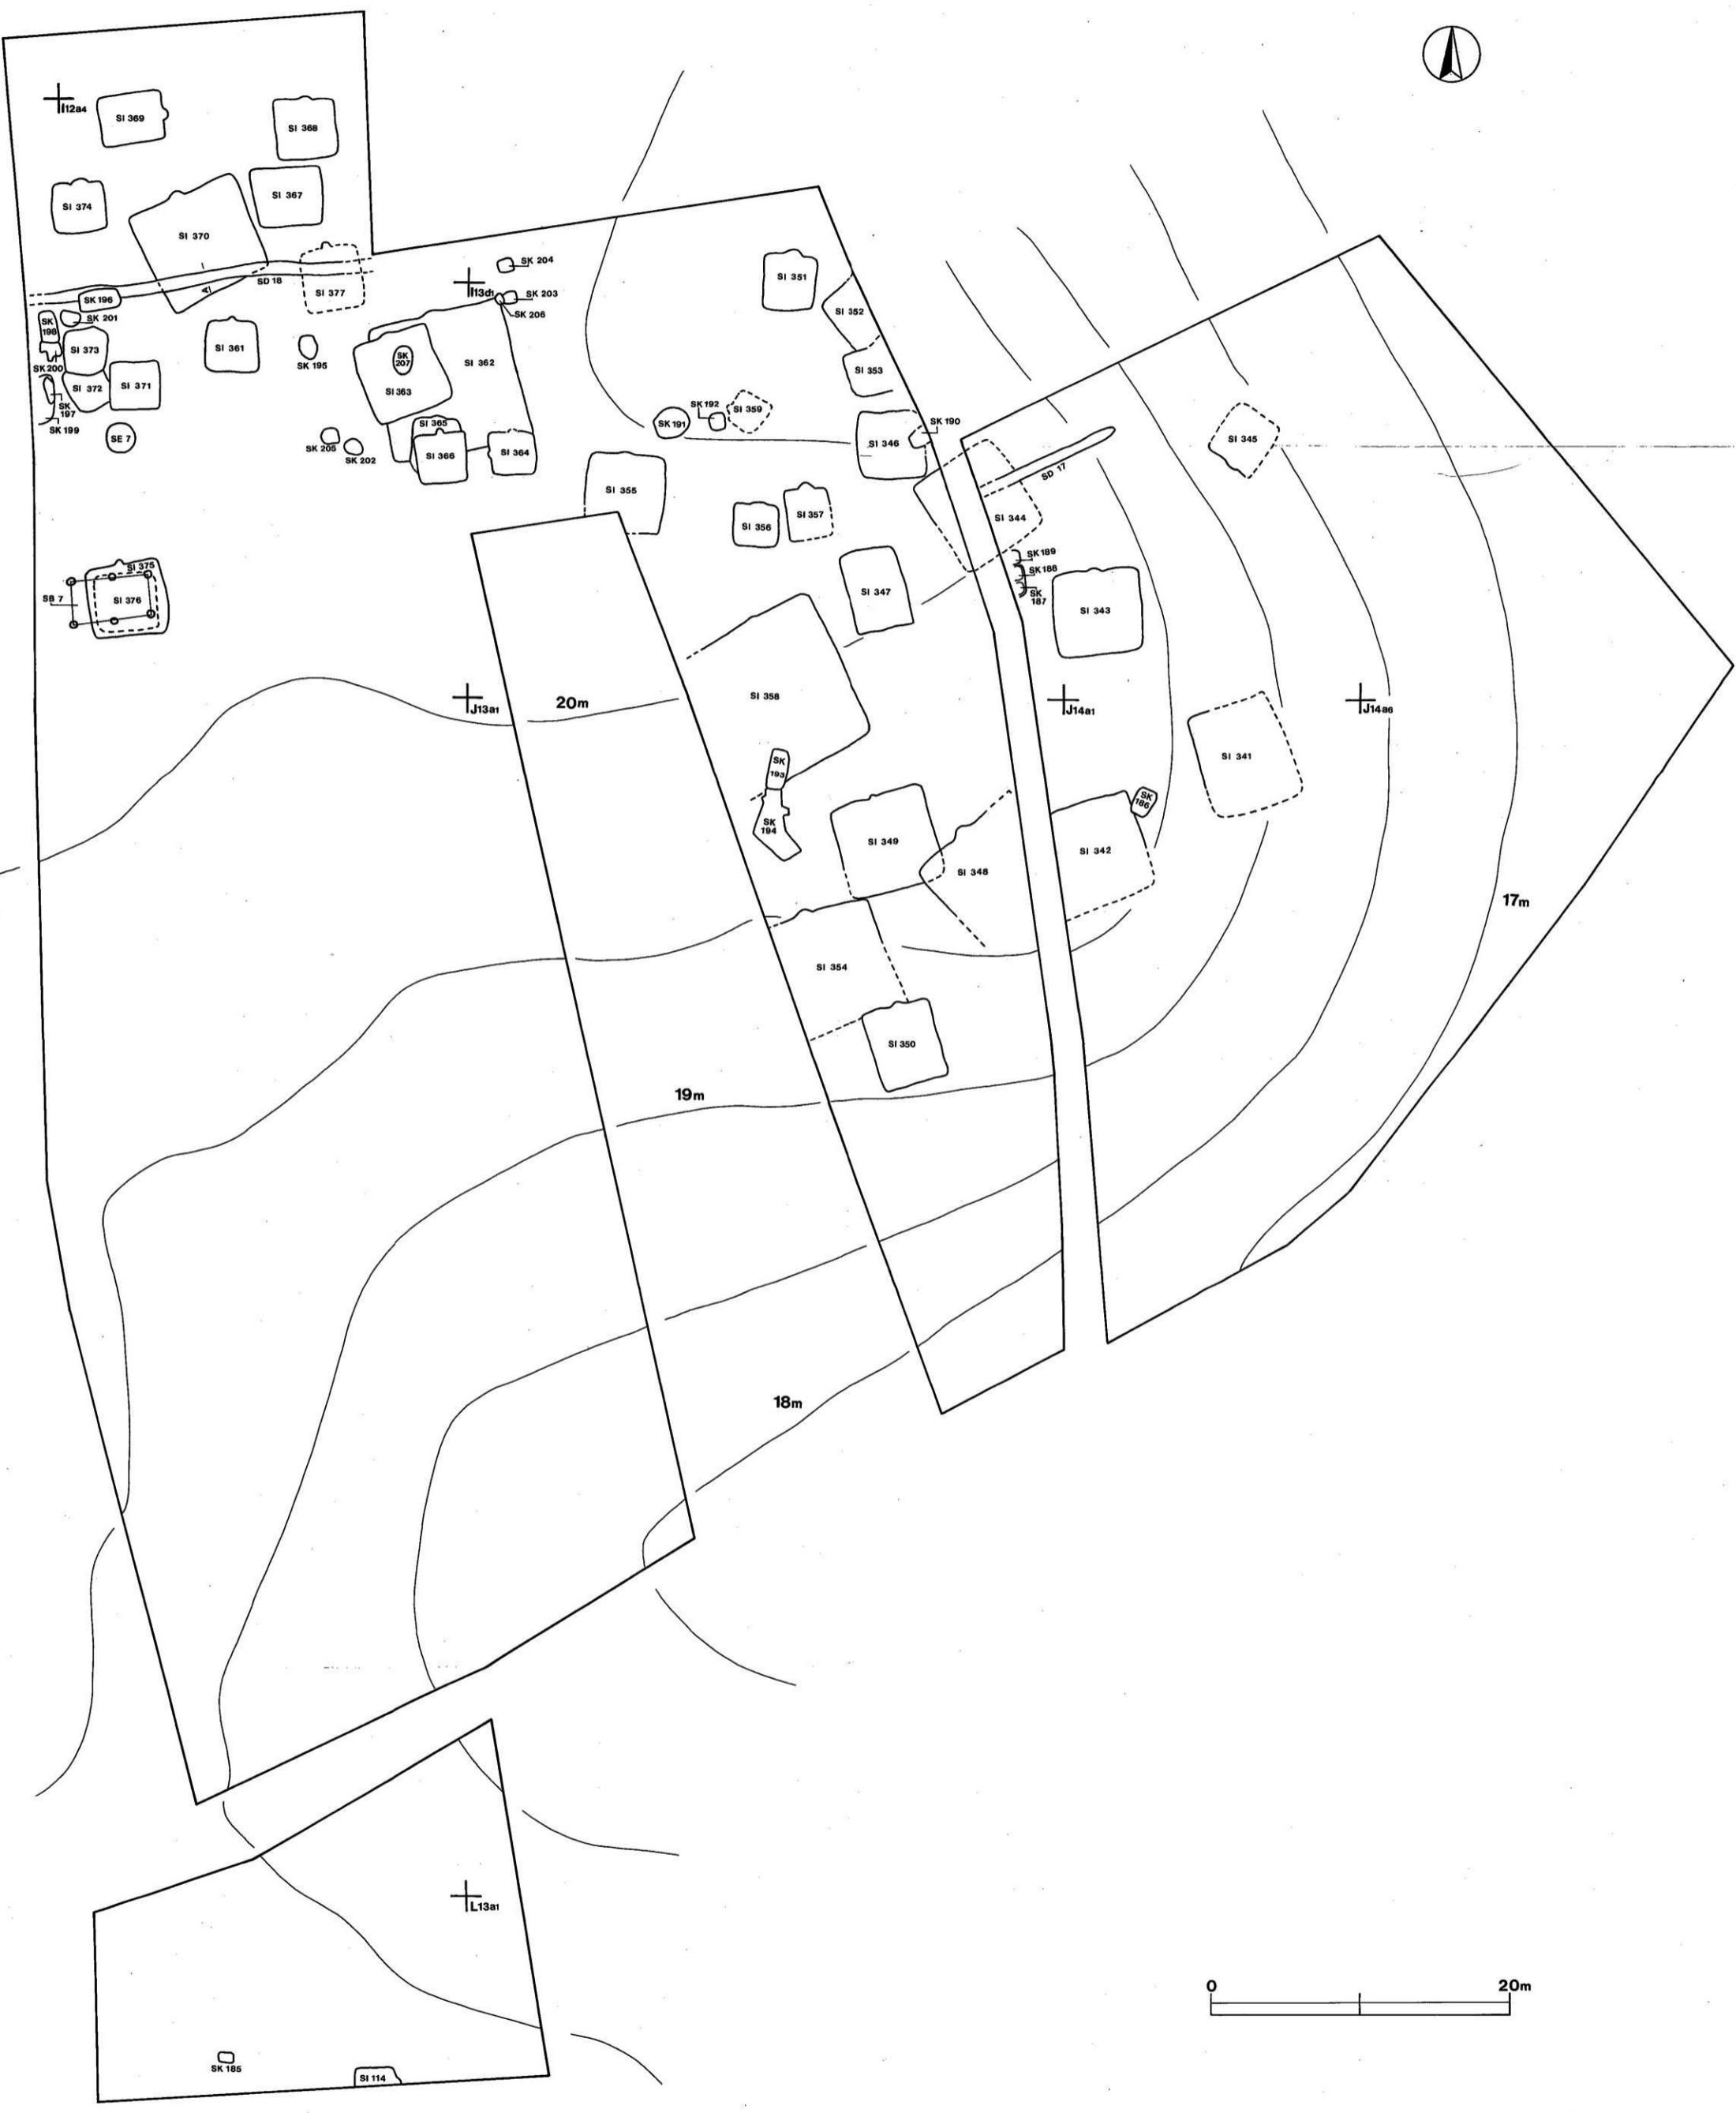 I12a4
SI 369
SI 368
SI 374
SI 367
SI 370
SK 204
SD 18
SI 377
I13d1
SK 203
SK 206
SI 351
SK 196
SK 201
SK
198
SI 352
SI 373
SI 361
SK 195
SK
207
SI 362
SK 200
SI 372
SI 371
SI 363
SI 353
SK
197
SK 192
SI 359
SK 199
SE 7
SI 365
SK 191
SK 190
SI 346
SI 345
SK 205
SK 202
SI 366
SI 364
SD 17
SI 355
SI 357
SI 356
SI 344
SK 189
SK 188
SK
187
SI 375
SB 7
SI 376
SI 347
SI 343
SI 358
J13a1
20m
J14a1
J14a6
SI 341
SK
193
SK
194
SK
186
SI 349
SI 342
SI 348
17m
SI 354
SI 350
19m
18m
L13a1
0
20m
SK 185
SI 114